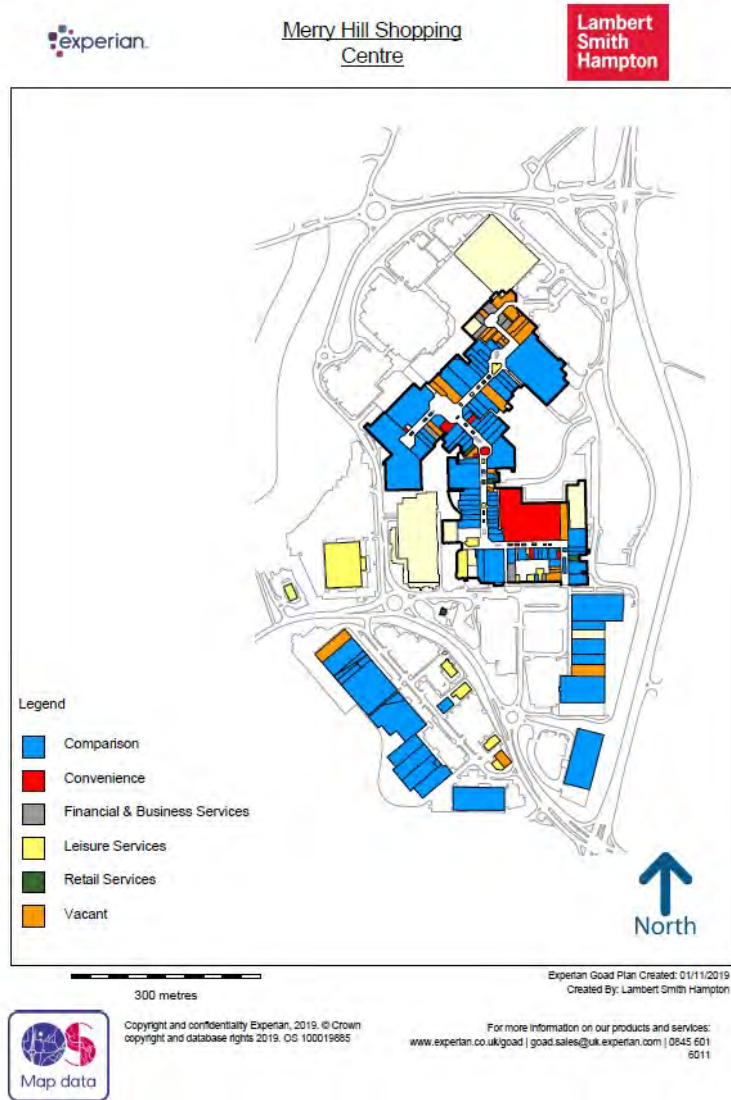 experian.
Merry Hill Shopping
Centre
Lambert
Smith
Hampton
Legend
Comparison
Convenience
Financial & Business Services
Leisure Services
Retail Services
Vacant
North
300 metres
Experian Goad Plan Created: 01/11/2019
Created By: Lambert Smith Hampton
OS
Map data
Copyright and confidentiality Experian, 2019. © Crown
copyright and database rights 2019. OS 100019885
For more information on our products and services:
www.experian.co.uk/goad | goad.sales@uk.experian.com | 0845 601
6011